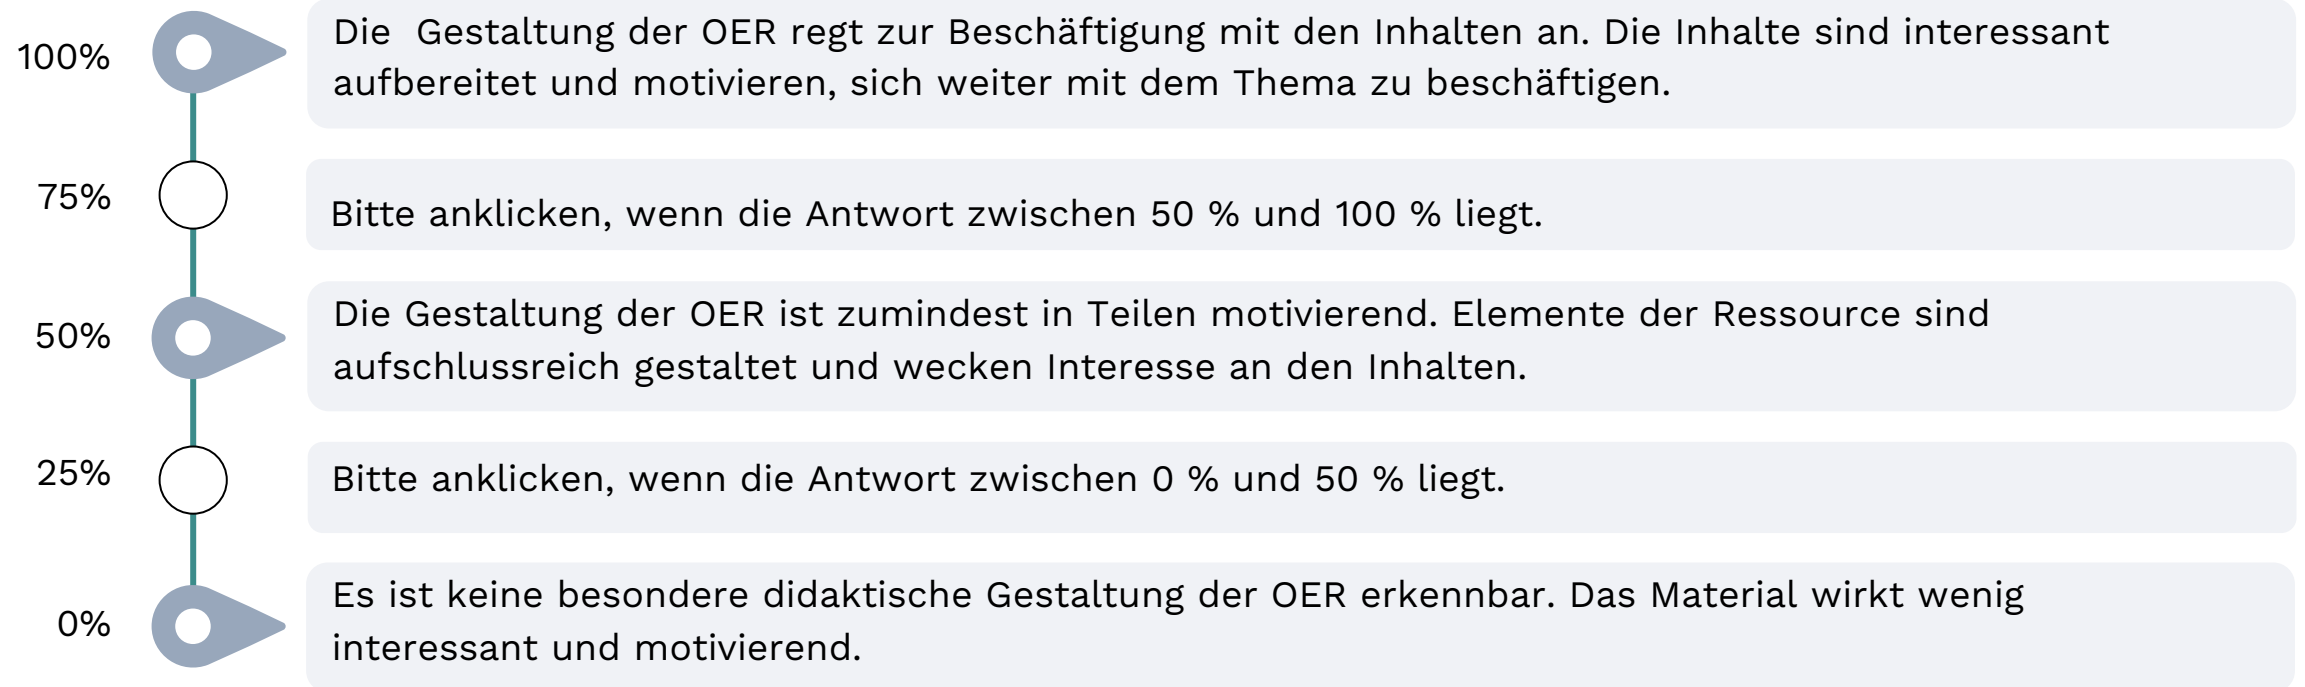 100%
Die Gestaltung der OER regt zur Beschäftigung mit den Inhalten an. Die Inhalte sind interessant
aufbereitet und motivieren, sich weiter mit dem Thema zu beschäftigen.
75%
Bitte anklicken, wenn die Antwort zwischen 50 % und 100 % liegt.
50%
Die Gestaltung der OER ist zumindest in Teilen motivierend. Elemente der Ressource sind
aufschlussreich gestaltet und wecken Interesse an den Inhalten.
25%
Bitte anklicken, wenn die Antwort zwischen 0 % und 50 % liegt.
0%
Es ist keine besondere didaktische Gestaltung der OER erkennbar. Das Material wirkt wenig
interessant und motivierend.